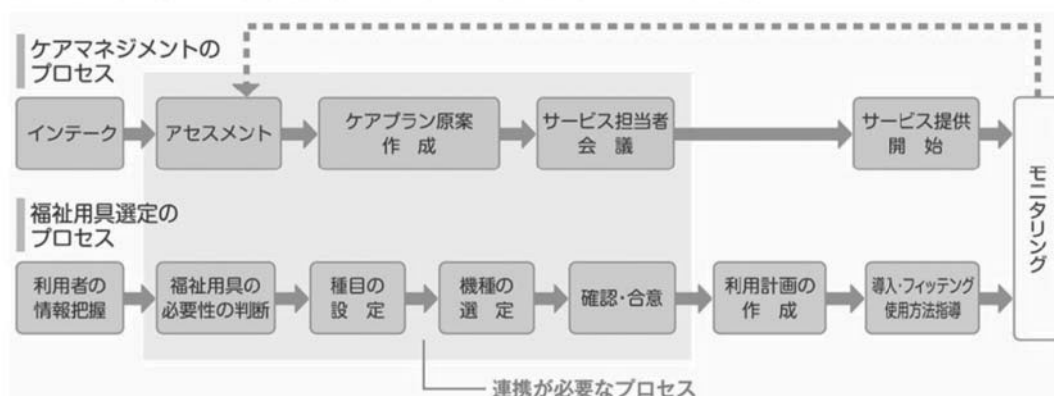 ケアマネジメントの
プロセス
インテーク
アセスメント
ケアプラン原案
作　成
サービス担当者
会　議
サービス提供
開　始
モニタリング
福祉用具選定の
プロセス
利用者の
情報把握
福祉用具の
必要性の判断
種目の
設　定
機種の
選　定
確認・合意
利用計画の
作　成
導入・フィッテング
使用方法指導
連携が必要なプロセス